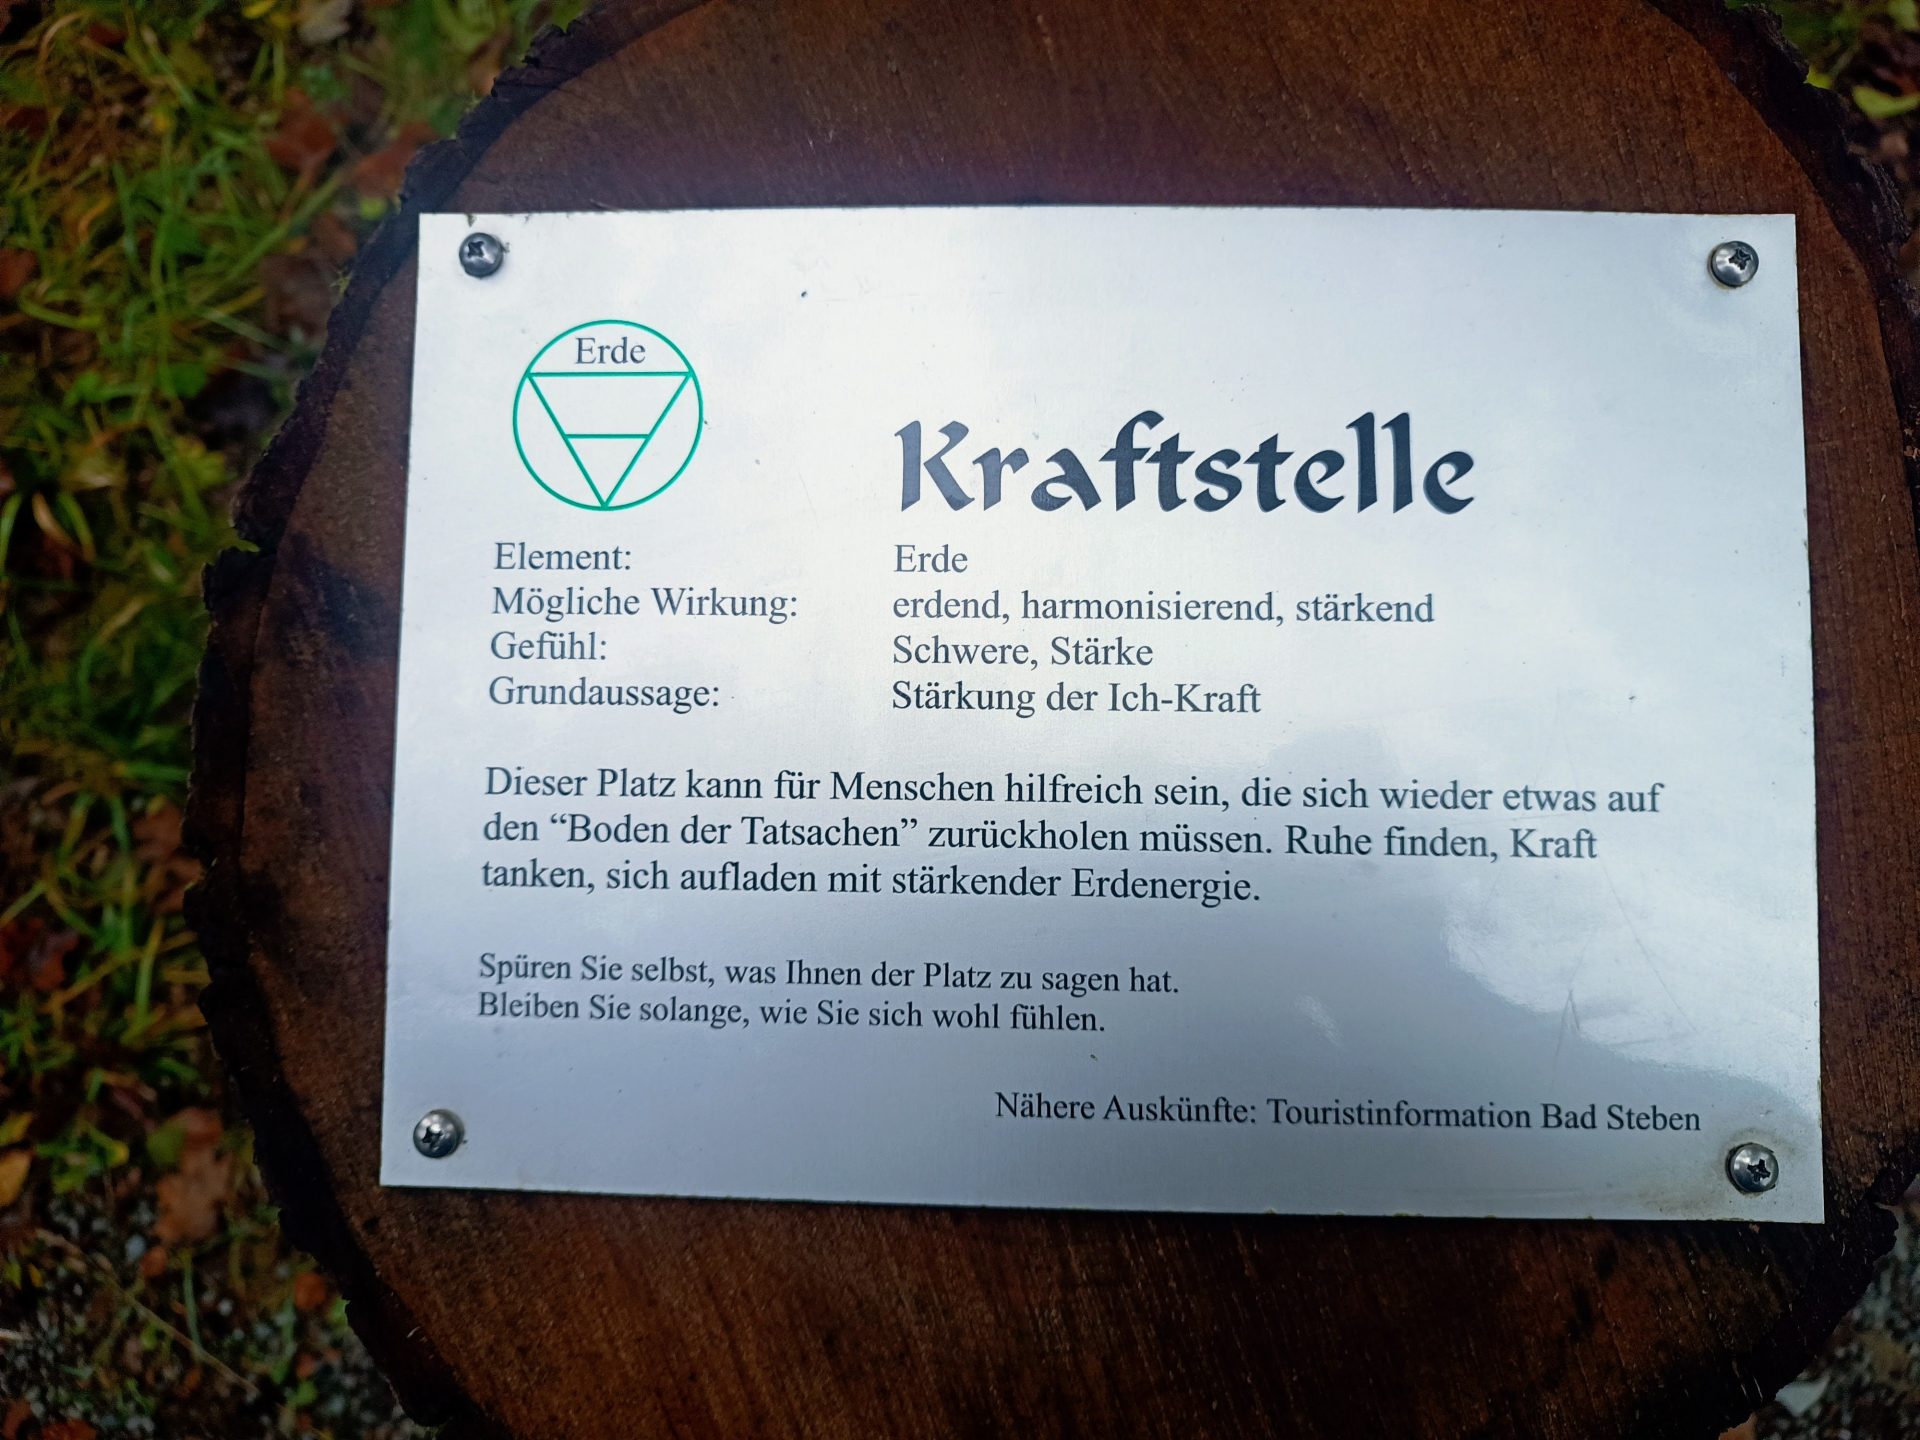 Erde
Kraftstelle
Element: Erde
Mögliche Wirkung: erdend, harmonisierend, stärkend
Gefühl: Schwere, Stärke
Grundaussage: Stärkung der Ich-Kraft
Dieser Platz kann für Menschen hilfreich sein, die sich wieder etwas auf
den “Boden der Tatsachen” zurückholen müssen. Ruhe finden, Kraft
tanken, sich aufladen mit stärkender Erdenergie.
Spüren Sie selbst, was Ihnen der Platz zu sagen hat.
Bleiben Sie solange, wie Sie sich wohl fühlen.
Nähere Auskünfte: Touristinformation Bad Steben